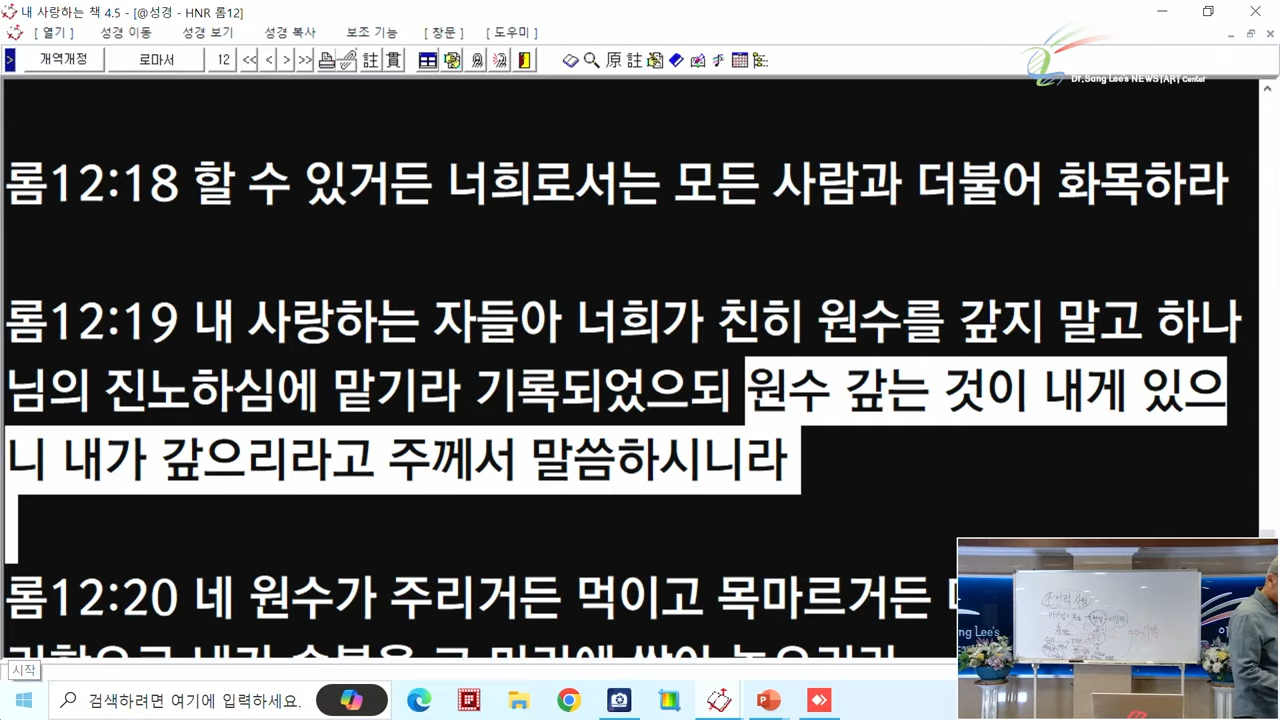 내 사랑하는 책 4.5 - [@성경 - HNR 롬12]
[ 열기 ] 성경 이동 성경 보기 성경 복사 보조 기능 [ 창문 ] [ 도우미 ]
개역개정 로마서 12 << < > >> 註 貫 原 註
Dr.Sang Lee's NEWSTART Center
롬12:18 할 수 있거든 너희로서는 모든 사람과 더불어 화목하라
롬12:19 내 사랑하는 자들아 너희가 친히 원수를 갚지 말고 하나
님의 진노하심에 맡기라 기록되었으되 원수 갚는 것이 내게 있으
니 내가 갚으리라고 주께서 말씀하시니라
롬12:20 네 원수가 주리거든 먹이고 목마르거든
ng Lee's
시작
검색하려면 여기에 입력하세요.